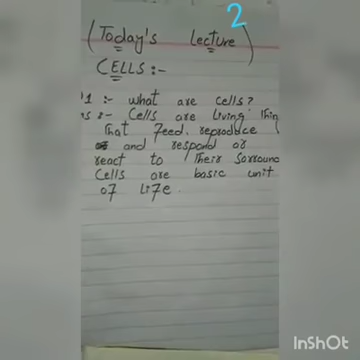 2
(Today's Lecture)
CELLS:-
1 :- what are cells?
s :- Cells are Living Thin
That Feed, reproduce
and respond or
react to Their Sorroun
Cells are basic unit
of Life.
InShOt